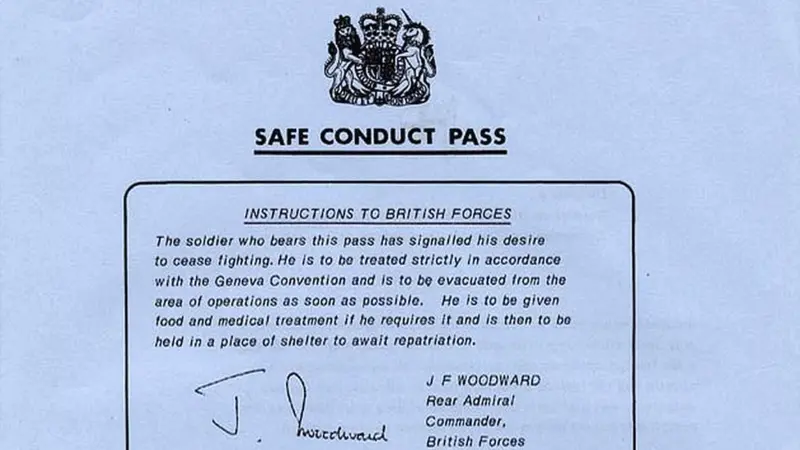 SAFE CONDUCT PASS
INSTRUCTIONS TO BRITISH FORCES
The soldier who bears this pass has signalled his desire
to cease fighting. He is to be treated strictly in accordance
with the Geneva Convention and is to be evacuated from the
area of operations as soon as possible. He is to be given
food and medical treatment if he requires it and is then to be
held in a place of shelter to await repatriation.
J. Woodward
J F WOODWARD
Rear Admiral
Commander,
British Forces